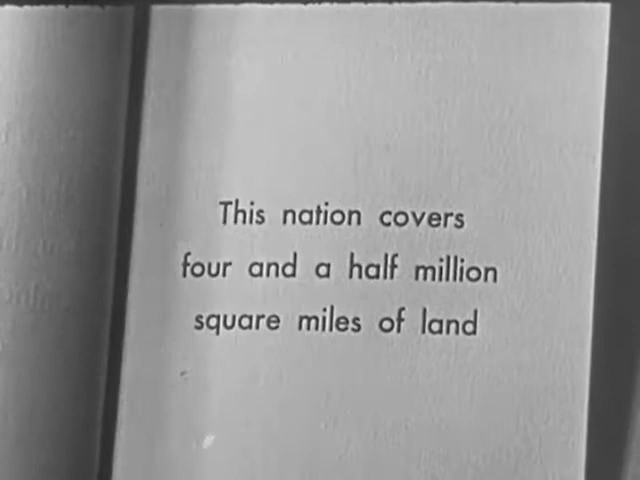 This nation covers
four and a half million
square miles of land